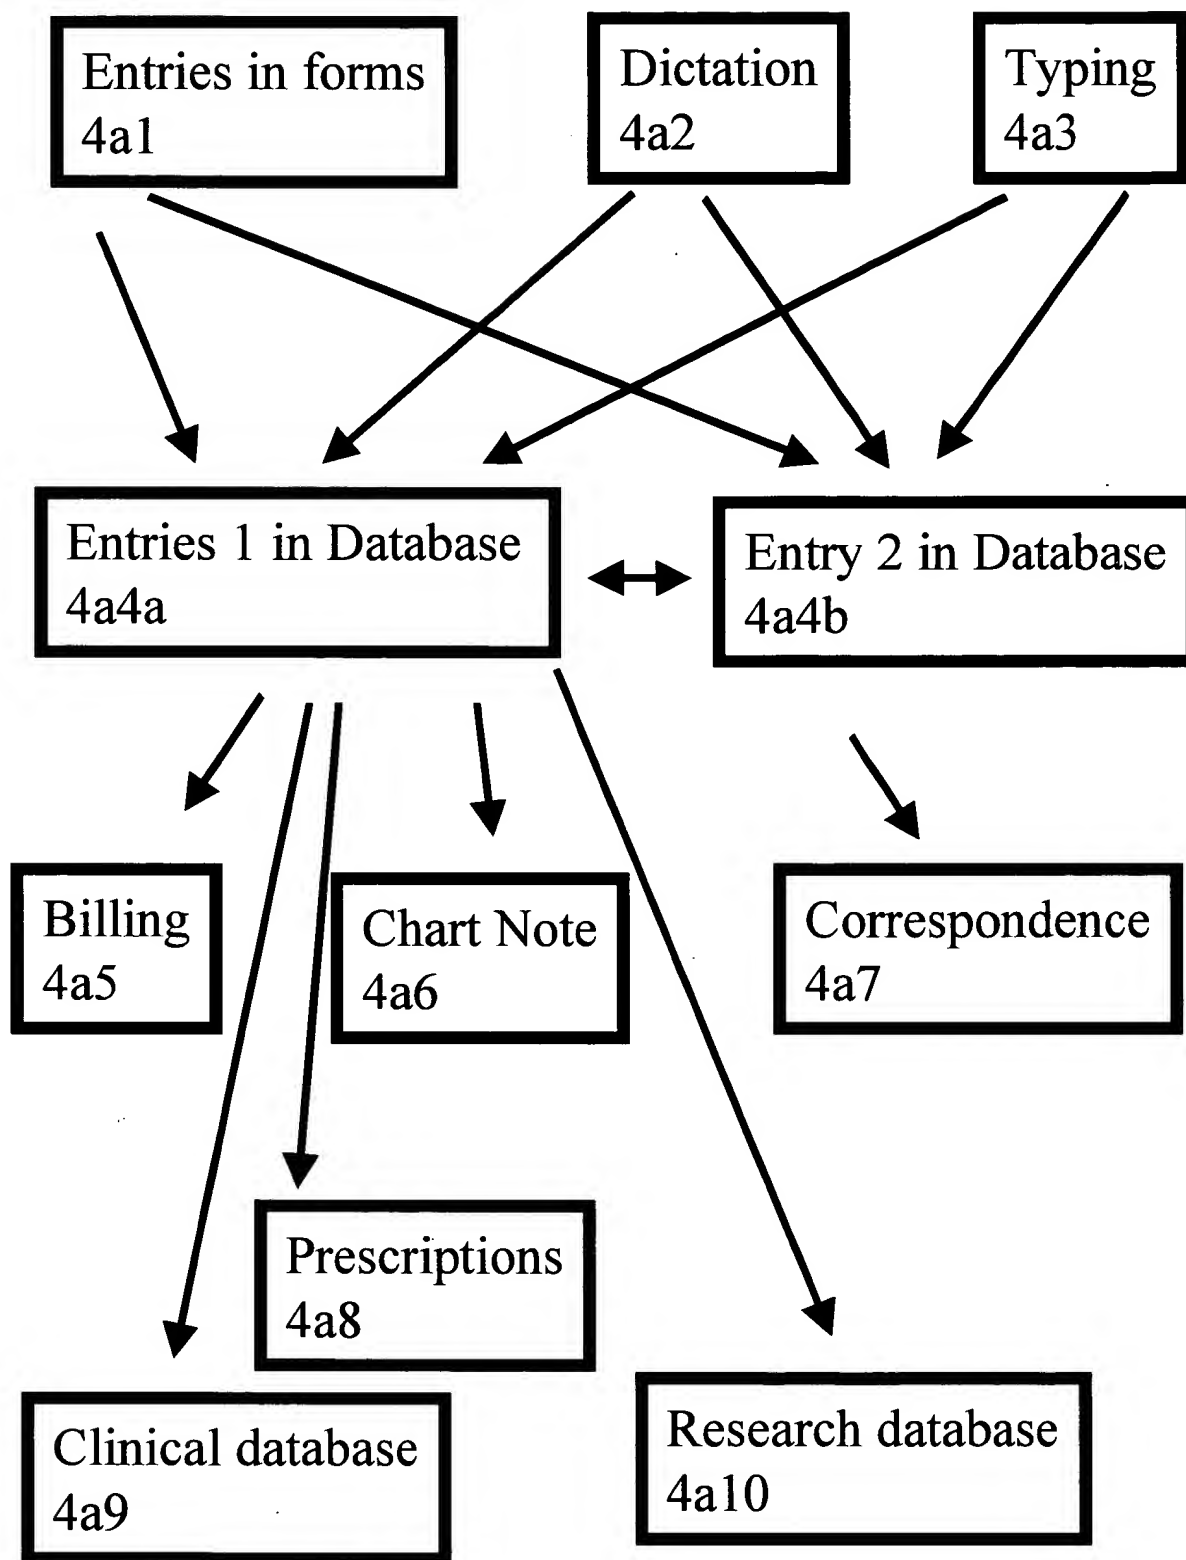 Entries in forms
4a1
Dictation
4a2
Typing
4a3
Entries 1 in Database
4a4a
Entry 2 in Database
4a4b
Billing
4a5
Chart Note
4a6
Correspondence
4a7
Prescriptions
4a8
Clinical database
4a9
Research database
4a10